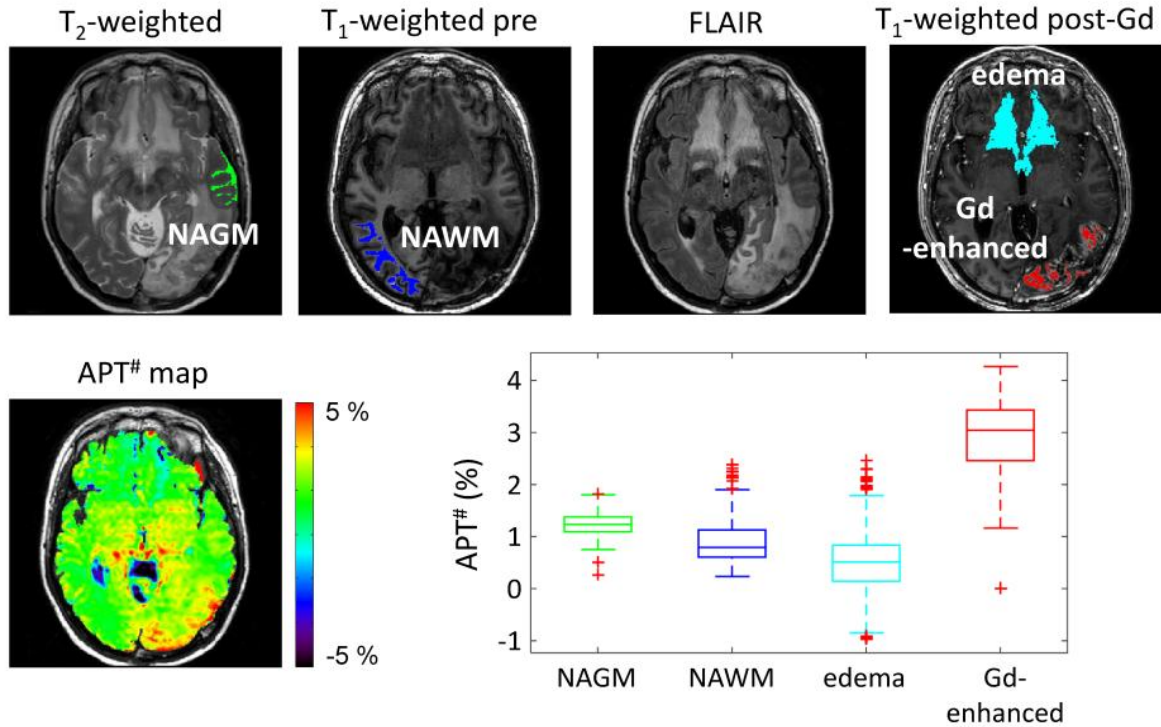 T₂-weighted
T₁-weighted pre
FLAIR
T₁-weighted post-Gd
NAGM
NAWM
edema
Gd
-enhanced
APT# map
5 %
-5 %
APT# (%)
4
3
2
1
0
-1
NAGM
NAWM
edema
Gd-
enhanced